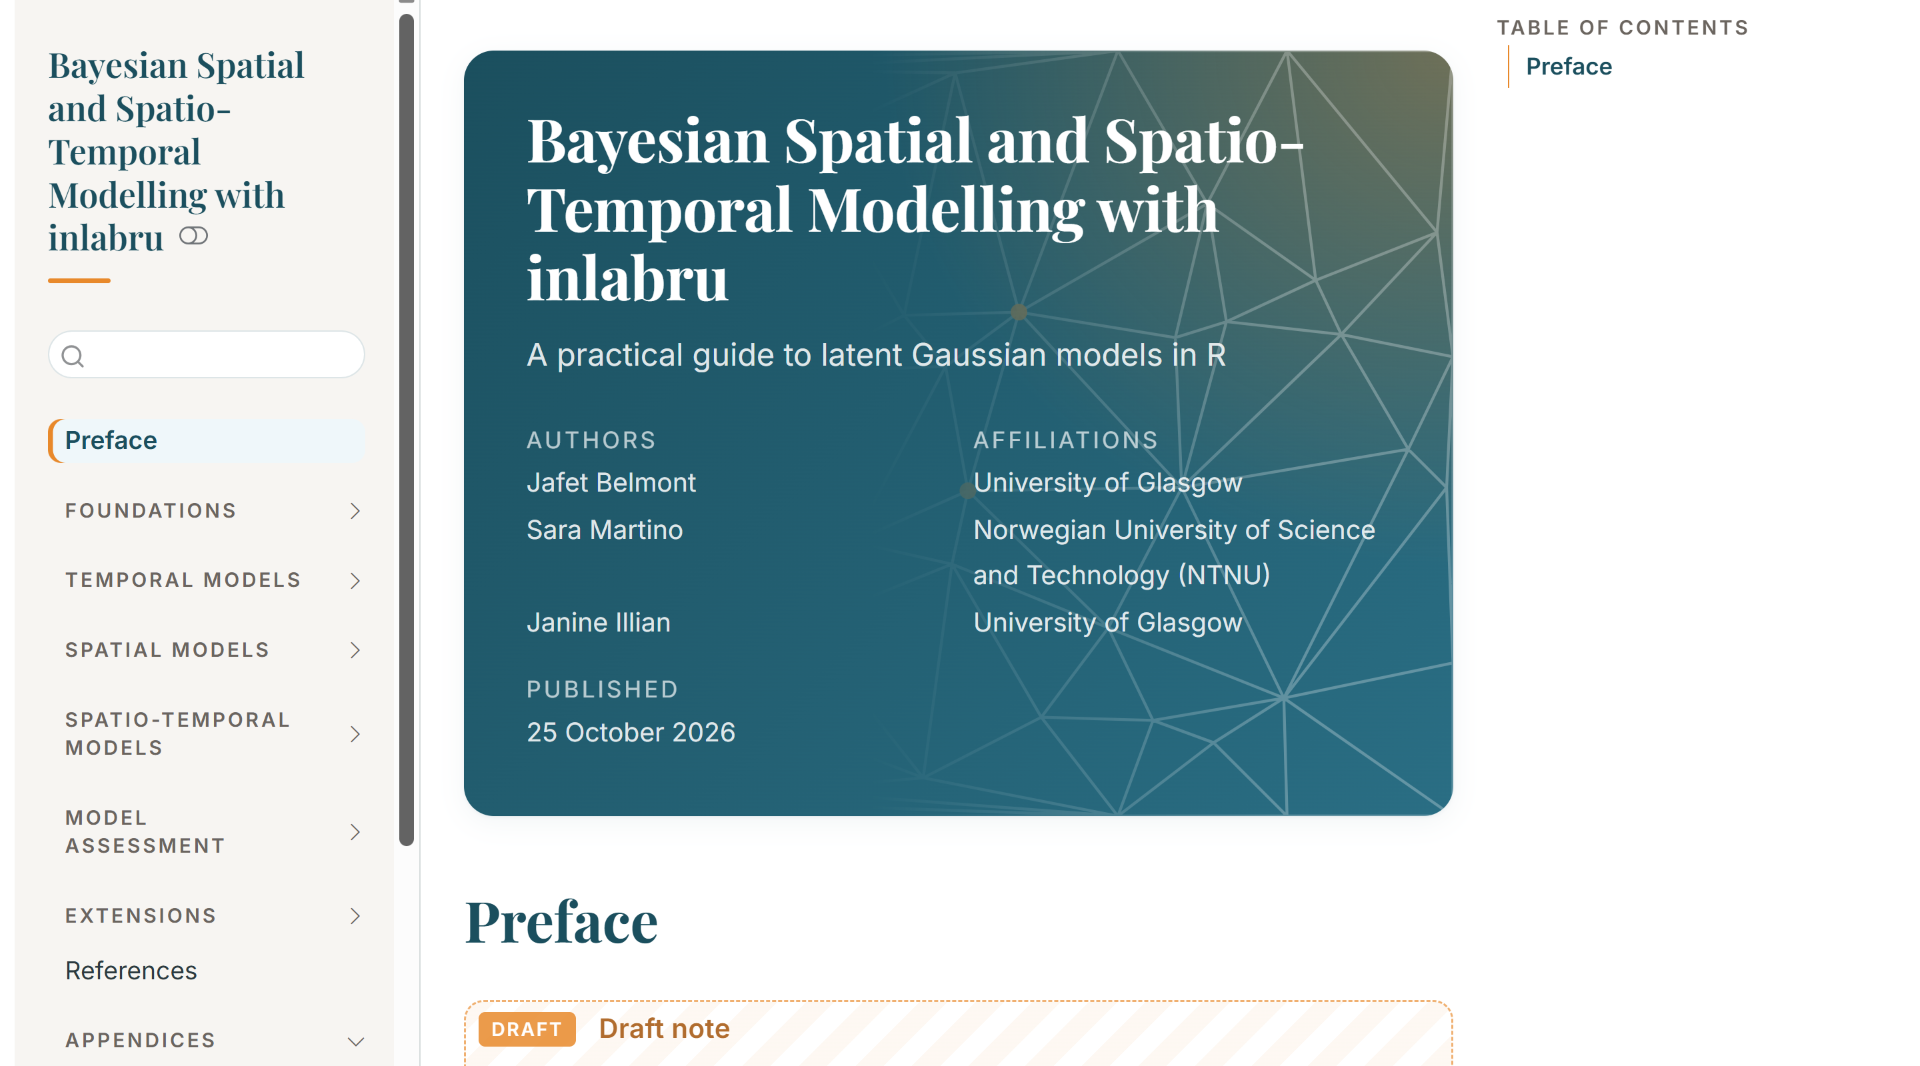 Bayesian Spatial
and Spatio-
Temporal
Modelling with
inlabru
Preface
FOUNDATIONS
TEMPORAL MODELS
SPATIAL MODELS
SPATIO-TEMPORAL
MODELS
MODEL
ASSESSMENT
EXTENSIONS
References
APPENDICES
Bayesian Spatial and Spatio-
Temporal Modelling with
inlabru
A practical guide to latent Gaussian models in R
AUTHORS
AFFILIATIONS
Jafet Belmont
University of Glasgow
Sara Martino
Norwegian University of Science
and Technology (NTNU)
Janine Illian
University of Glasgow
PUBLISHED
25 October 2026
Preface
DRAFT Draft note
TABLE OF CONTENTS
Preface